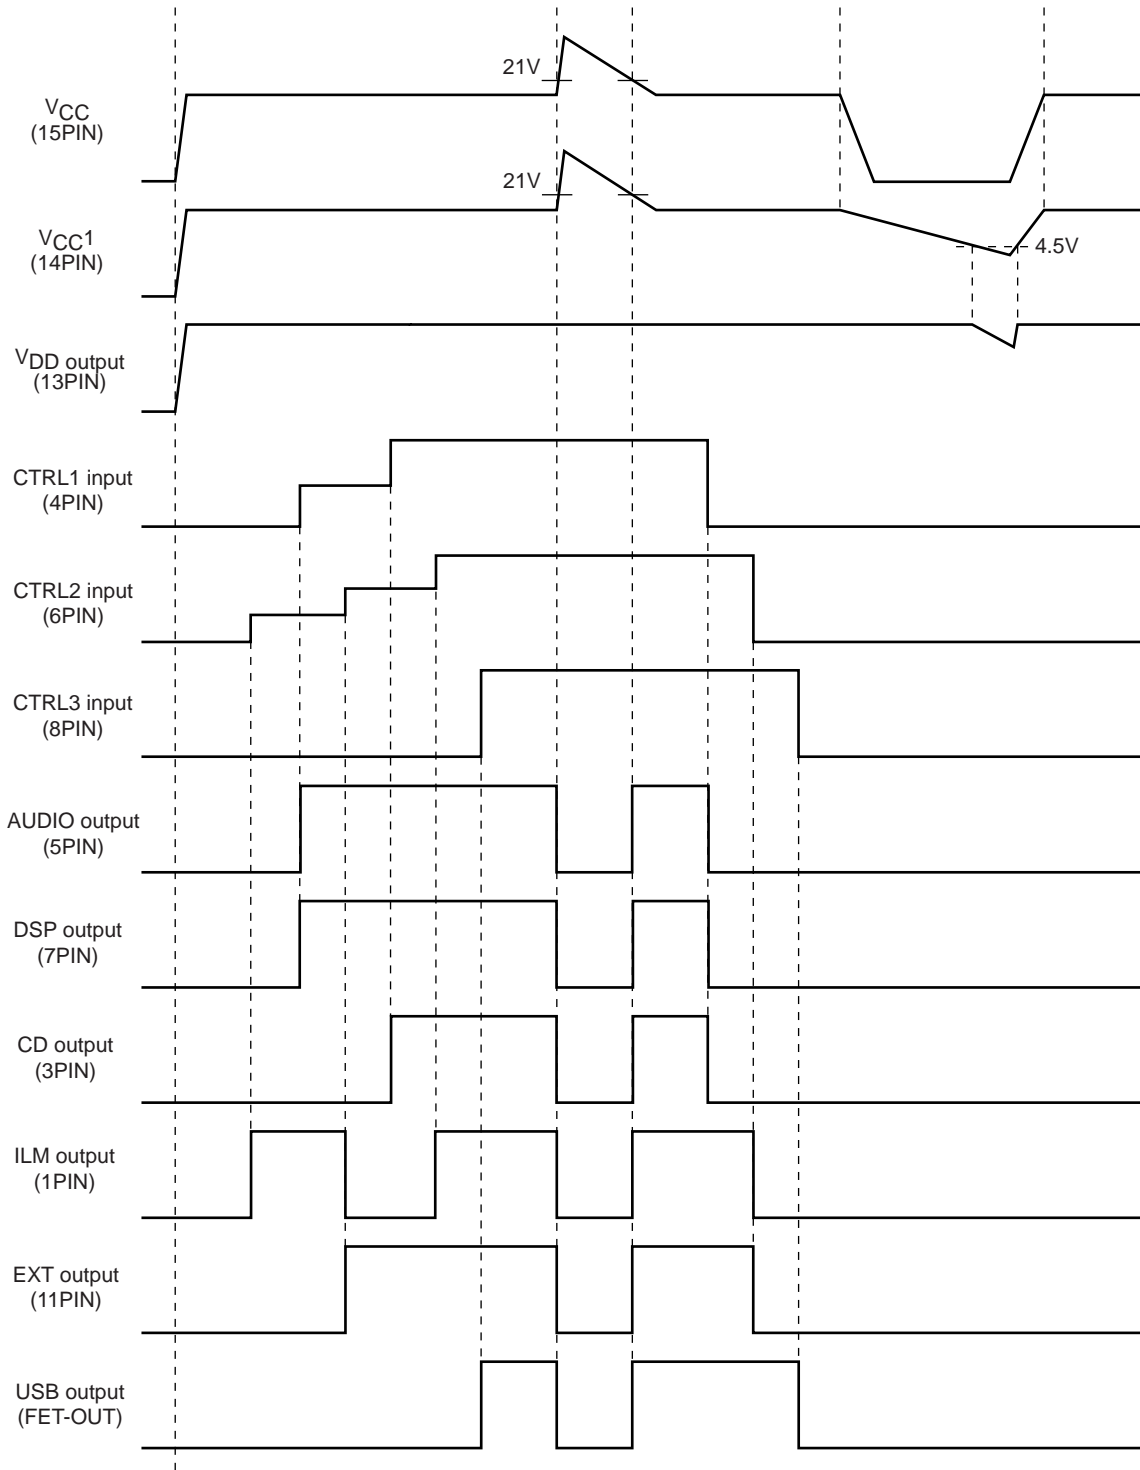 21V
VCC
(15PIN)
21V
VCC1
(14PIN)
4.5V
VDD output
(13PIN)
CTRL1 input
(4PIN)
CTRL2 input
(6PIN)
CTRL3 input
(8PIN)
AUDIO output
(5PIN)
DSP output
(7PIN)
CD output
(3PIN)
ILM output
(1PIN)
EXT output
(11PIN)
USB output
(FET-OUT)